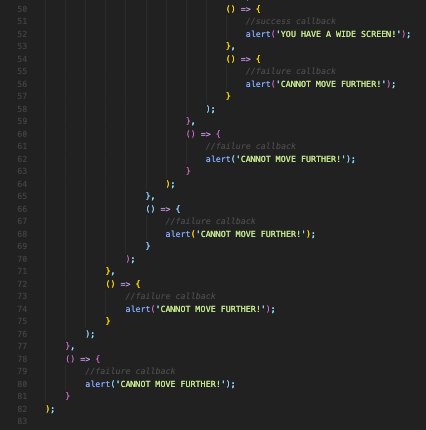 50 () => {
51 //success callback
52 alert('YOU HAVE A WIDE SCREEN!');
53 },
54 () => {
55 //failure callback
56 alert('CANNOT MOVE FURTHER!');
57 }
58 );
59 },
60 () => {
61 //failure callback
62 alert('CANNOT MOVE FURTHER!');
63 }
64 );
65 },
66 () => {
67 //failure callback
68 alert('CANNOT MOVE FURTHER!');
69 }
70 );
71 },
72 () => {
73 //failure callback
74 alert('CANNOT MOVE FURTHER!');
75 }
76 );
77 },
78 () => {
79 //failure callback
80 alert('CANNOT MOVE FURTHER!');
81 }
82 );
83